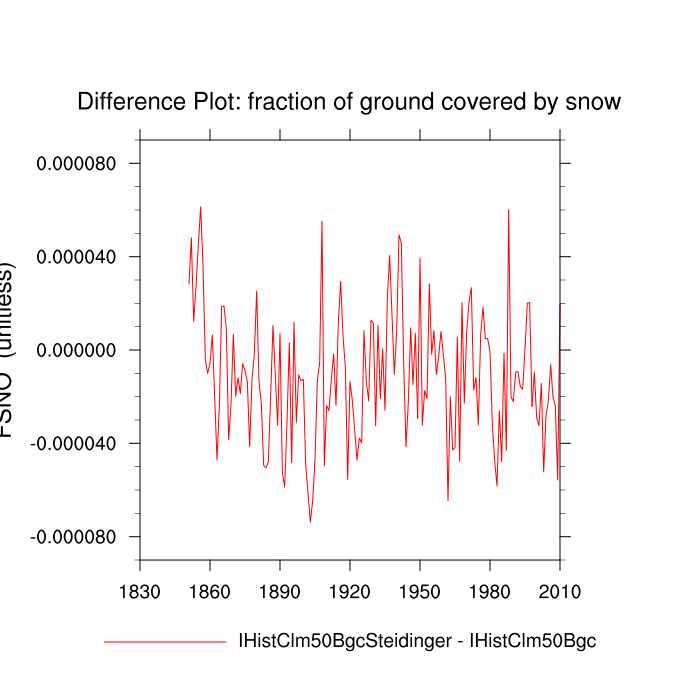 Difference Plot: fraction of ground covered by snow
0.000080
0.000040
0.000000
-0.000040
-0.000080
FSNO (unitless)
1830 1860 1890 1920 1950 1980 2010
IHistClm50BgcSteidinger - IHistClm50Bgc